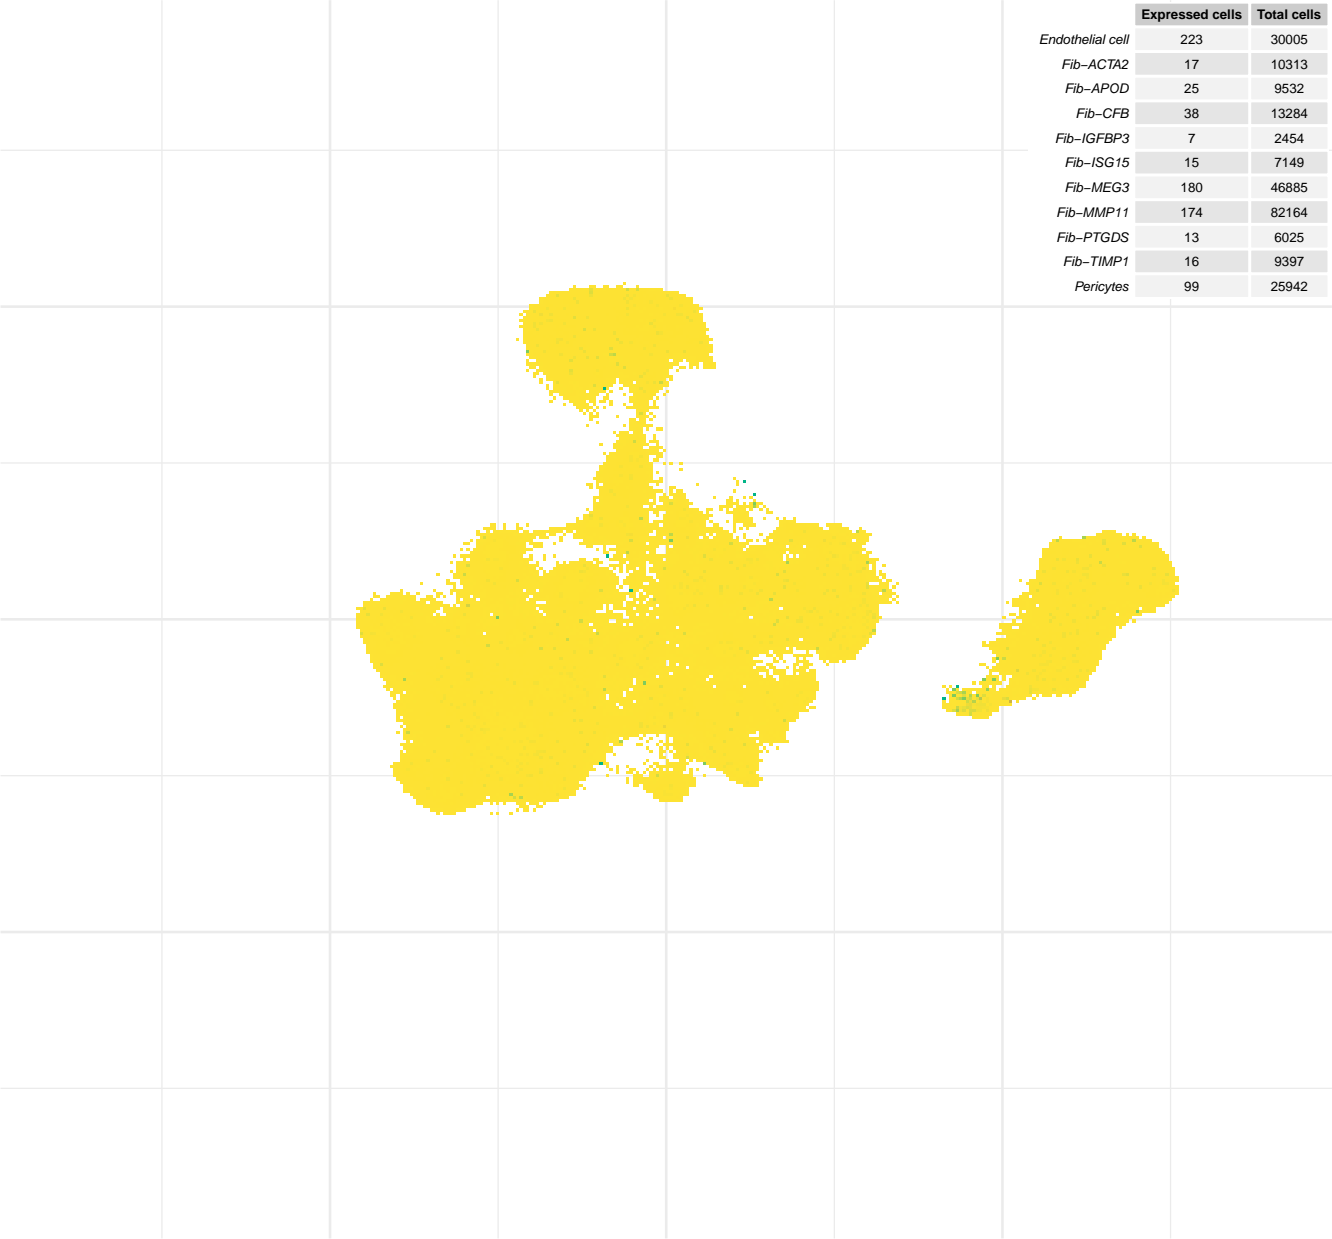 Expressed cells Total cells
Endothelial cell 223 30005
Fib−ACTA2 17 10313
Fib−APOD 25 9532
Fib−CFB 38 13284
Fib−IGFBP3 7 2454
Fib−ISG15 15 7149
Fib−MEG3 180 46885
Fib−MMP11 174 82164
Fib−PTGDS 13 6025
Fib−TIMP1 16 9397
Pericytes 99 25942